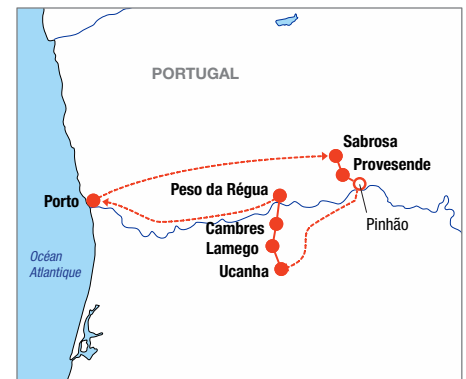 PORTUGAL
Sabrosa
Provesende
Peso da Régua
Porto
Pinhão
Cambres
Lamego
Océan
Atlantique
Ucanha